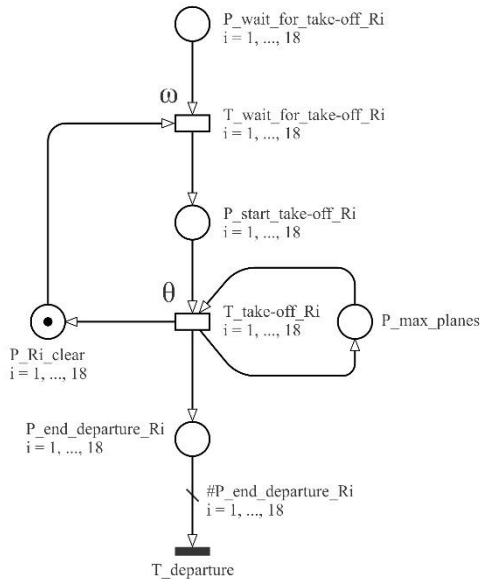 P_wait_for_take-off_Ri
i = 1, ..., 18
ω
T_wait_for_take-off_Ri
i = 1, ..., 18
P_start_take-off_Ri
i = 1, ..., 18
θ
T_take-off_Ri
i = 1, ..., 18
P_max_planes
P_Ri_clear
i = 1, ..., 18
P_end_departure_Ri
i = 1, ..., 18
#P_end_departure_Ri
i = 1, ..., 18
T_departure